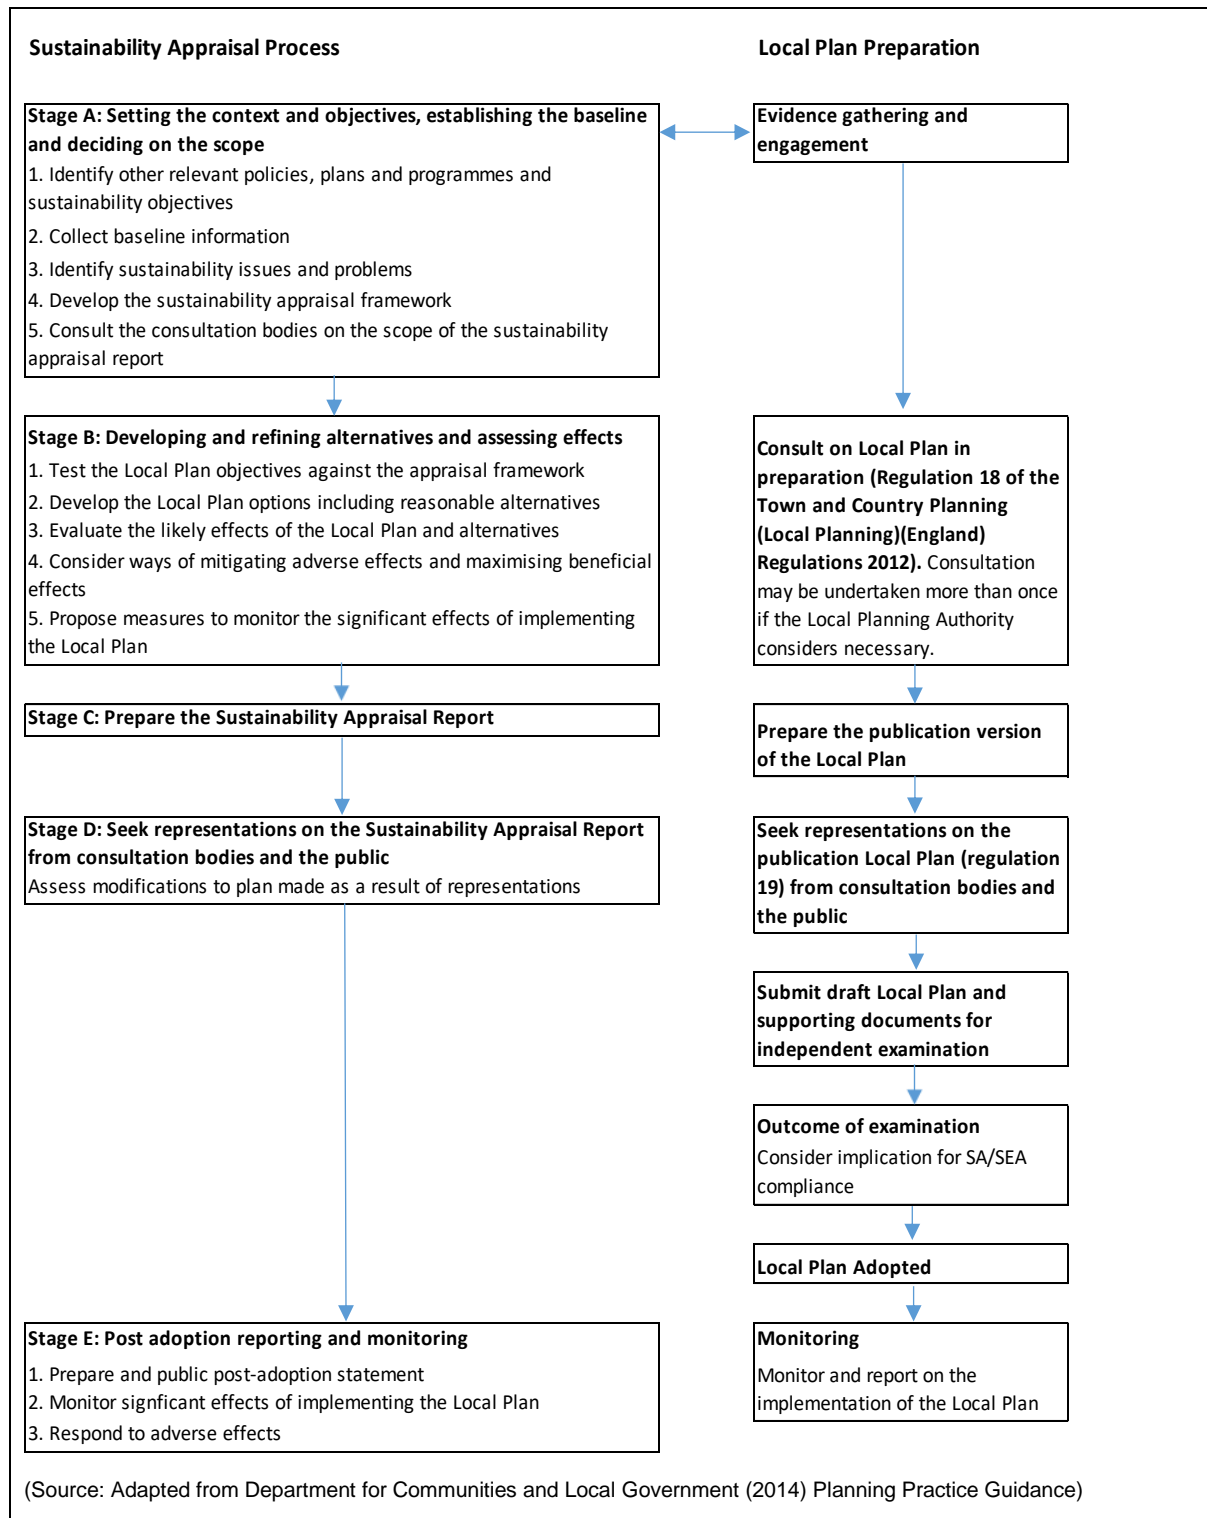 Sustainability Appraisal Process
Local Plan Preparation
Stage A: Setting the context and objectives, establishing the baseline
and deciding on the scope
1. Identify other relevant policies, plans and programmes and
sustainability objectives
2. Collect baseline information
3. Identify sustainability issues and problems
4. Develop the sustainability appraisal framework
5. Consult the consultation bodies on the scope of the sustainability
appraisal report
Evidence gathering and
engagement
Stage B: Developing and refining alternatives and assessing effects
1. Test the Local Plan objectives against the appraisal framework
2. Develop the Local Plan options including reasonable alternatives
3. Evaluate the likely effects of the Local Plan and alternatives
4. Consider ways of mitigating adverse effects and maximising beneficial
effects
5. Propose measures to monitor the significant effects of implementing
the Local Plan
Consult on Local Plan in
preparation (Regulation 18 of the
Town and Country Planning
(Local Planning)(England)
Regulations 2012). Consultation
may be undertaken more than once
if the Local Planning Authority
considers necessary.
Stage C: Prepare the Sustainability Appraisal Report
Prepare the publication version
of the Local Plan
Stage D: Seek representations on the Sustainability Appraisal Report
from consultation bodies and the public
Assess modifications to plan made as a result of representations
Seek representations on the
publication Local Plan (regulation
19) from consultation bodies and
the public
Submit draft Local Plan and
supporting documents for
independent examination
Outcome of examination
Consider implication for SA/SEA
compliance
Local Plan Adopted
Stage E: Post adoption reporting and monitoring
1. Prepare and public post-adoption statement
2. Monitor signficant effects of implementing the Local Plan
3. Respond to adverse effects
Monitoring
Monitor and report on the
implementation of the Local Plan
(Source: Adapted from Department for Communities and Local Government (2014) Planning Practice Guidance)